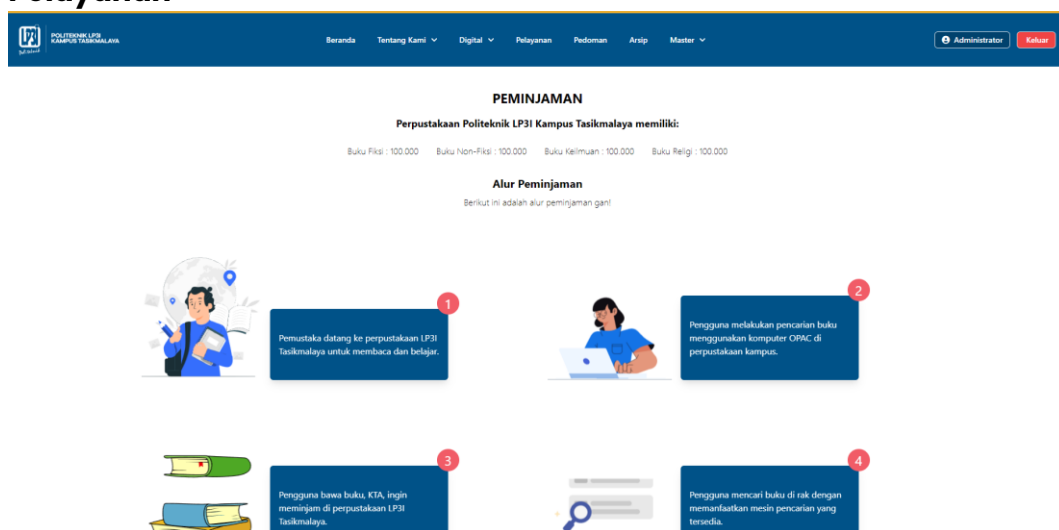 Pelayanan
POLITEKNIK LP3I
KAMPUS TASIKMALAYA
Beranda Tentang Kami Digital Pelayanan Pedoman Arsip Master Administrator Keluar
PEMINJAMAN
Perpustakaan Politeknik LP3I Kampus Tasikmalaya memiliki:
Buku Fiksi : 100.000 Buku Non-Fiksi : 100.000 Buku Keilmuan : 100.000 Buku Religi : 100.000
Alur Peminjaman
Berikut ini adalah alur peminjaman gan!
1
Pemustaka datang ke perpustakaan LP3I
Tasikmalaya untuk membaca dan belajar.
2
Pengguna melakukan pencarian buku
menggunakan komputer OPAC di
perpustakaan kampus.
3
Pengguna bawa buku, KTA, ingin
meminjam di perpustakaan LP3I
Tasikmalaya.
4
Pengguna mencari buku di rak dengan
memanfaatkan mesin pencarian yang
tersedia.